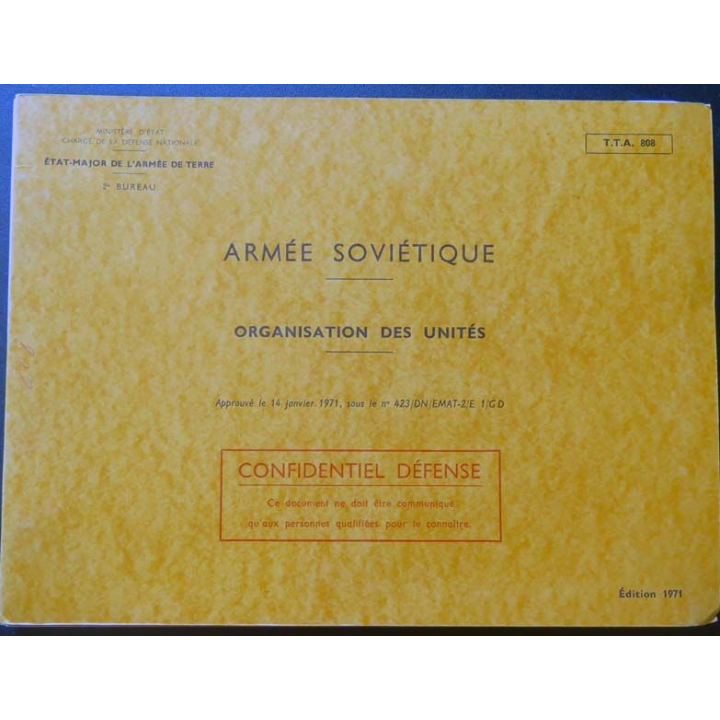 MINISTÈRE D'ÉTAT
CHARGÉ DE LA DÉFENSE NATIONALE
ÉTAT-MAJOR DE L'ARMÉE DE TERRE
2e BUREAU
T.T.A. 808
ARMÉE SOVIÉTIQUE
ORGANISATION DES UNITÉS
Approuvé le 14 janvier 1971, sous le n° 423/DN/EMAT-2/E 1/GD
CONFIDENTIEL DÉFENSE
Ce document ne doit être communiqué
qu'aux personnes qualifiées pour le connaître.
Édition 1971